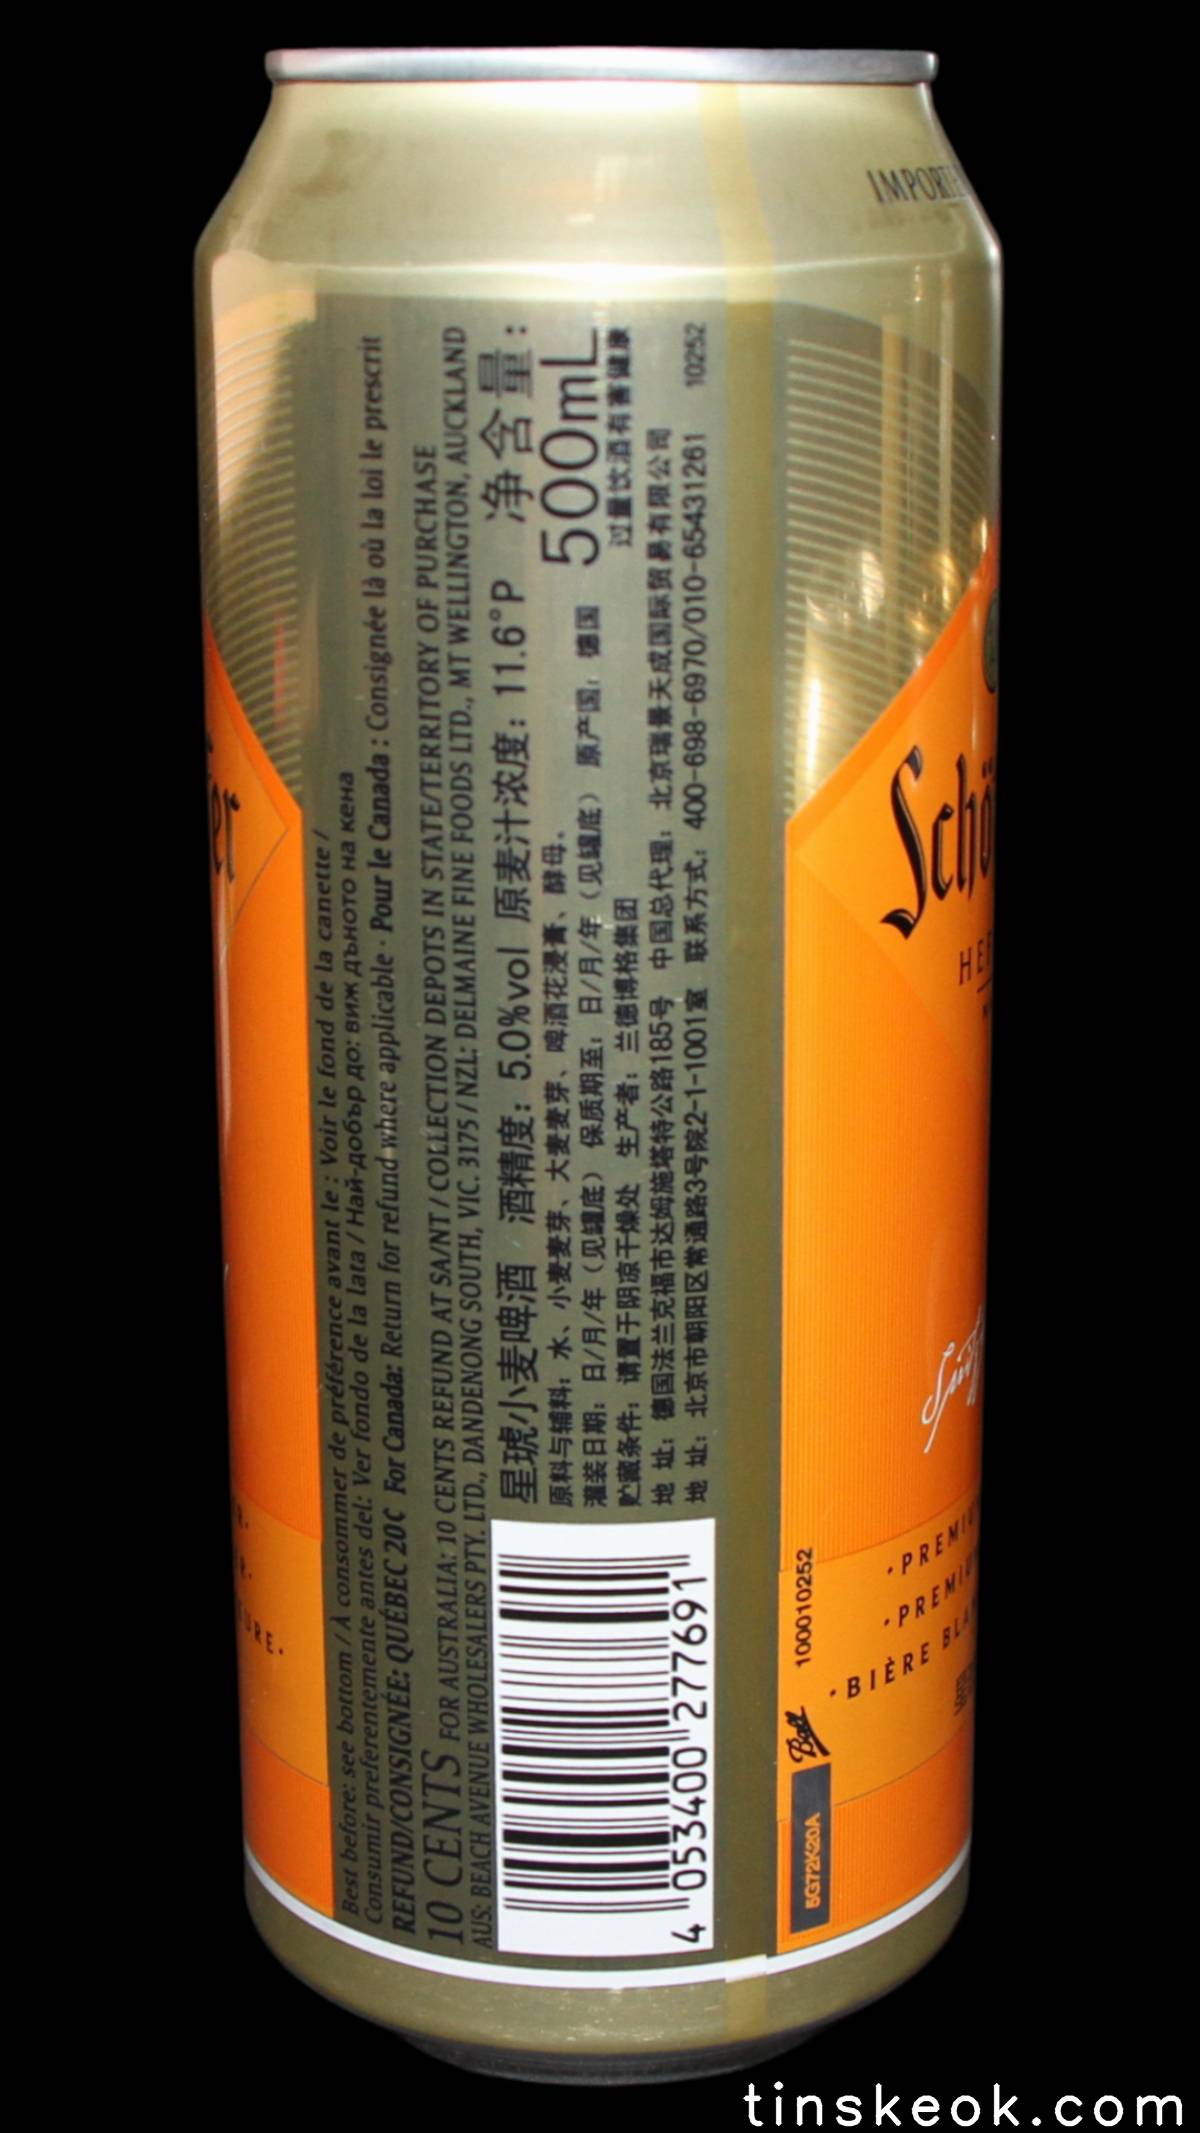 Best before: see bottom / À consommer de préférence avant le : Voir le fond de la canette /
Consumir preferentemente antes del: Ver fondo de la lata / Най-добър до: виж дъното на кена
REFUND/CONSIGNÉE: QUÉBEC 20¢ For Canada: Return for refund where applicable · Pour le Canada : Consignée là où la loi le prescrit
10 CENTS FOR AUSTRALIA: 10 CENTS REFUND AT SA/NT / COLLECTION DEPOTS IN STATE/TERRITORY OF PURCHASE
AUS: BEACH AVENUE WHOLESALERS PTY. LTD., DANDENONG SOUTH, VIC. 3175 / NZL: DELMAINE FINE FOODS LTD., MT WELLINGTON, AUCKLAND
星琥小麦啤酒 酒精度: 5.0%vol 原麦汁浓度: 11.6°P 净含量:
500mL
原料与辅料: 水、小麦麦芽、大麦麦芽、啤酒花浸膏、酵母。
灌装日期: 日/月/年 (见罐底) 保质期至: 日/月/年 (见罐底) 原产国: 德国
过量饮酒有害健康
贮藏条件: 请置于阴凉干燥处 生产者: 兰德博格集团
地 址: 德国法兰克福市达姆施塔特公路185号 中国总代理: 北京瑞景天成国际贸易有限公司
地 址: 北京市朝阳区常通路3号院2-1-1001室 联系方式: 400-698-6970/010-65431261 10252
4 053400 277691
5G72K20A
Ball
100010252
Schö
·PREMIU
·PREMIU
·BIÈRE BLAN
tinskeok.com